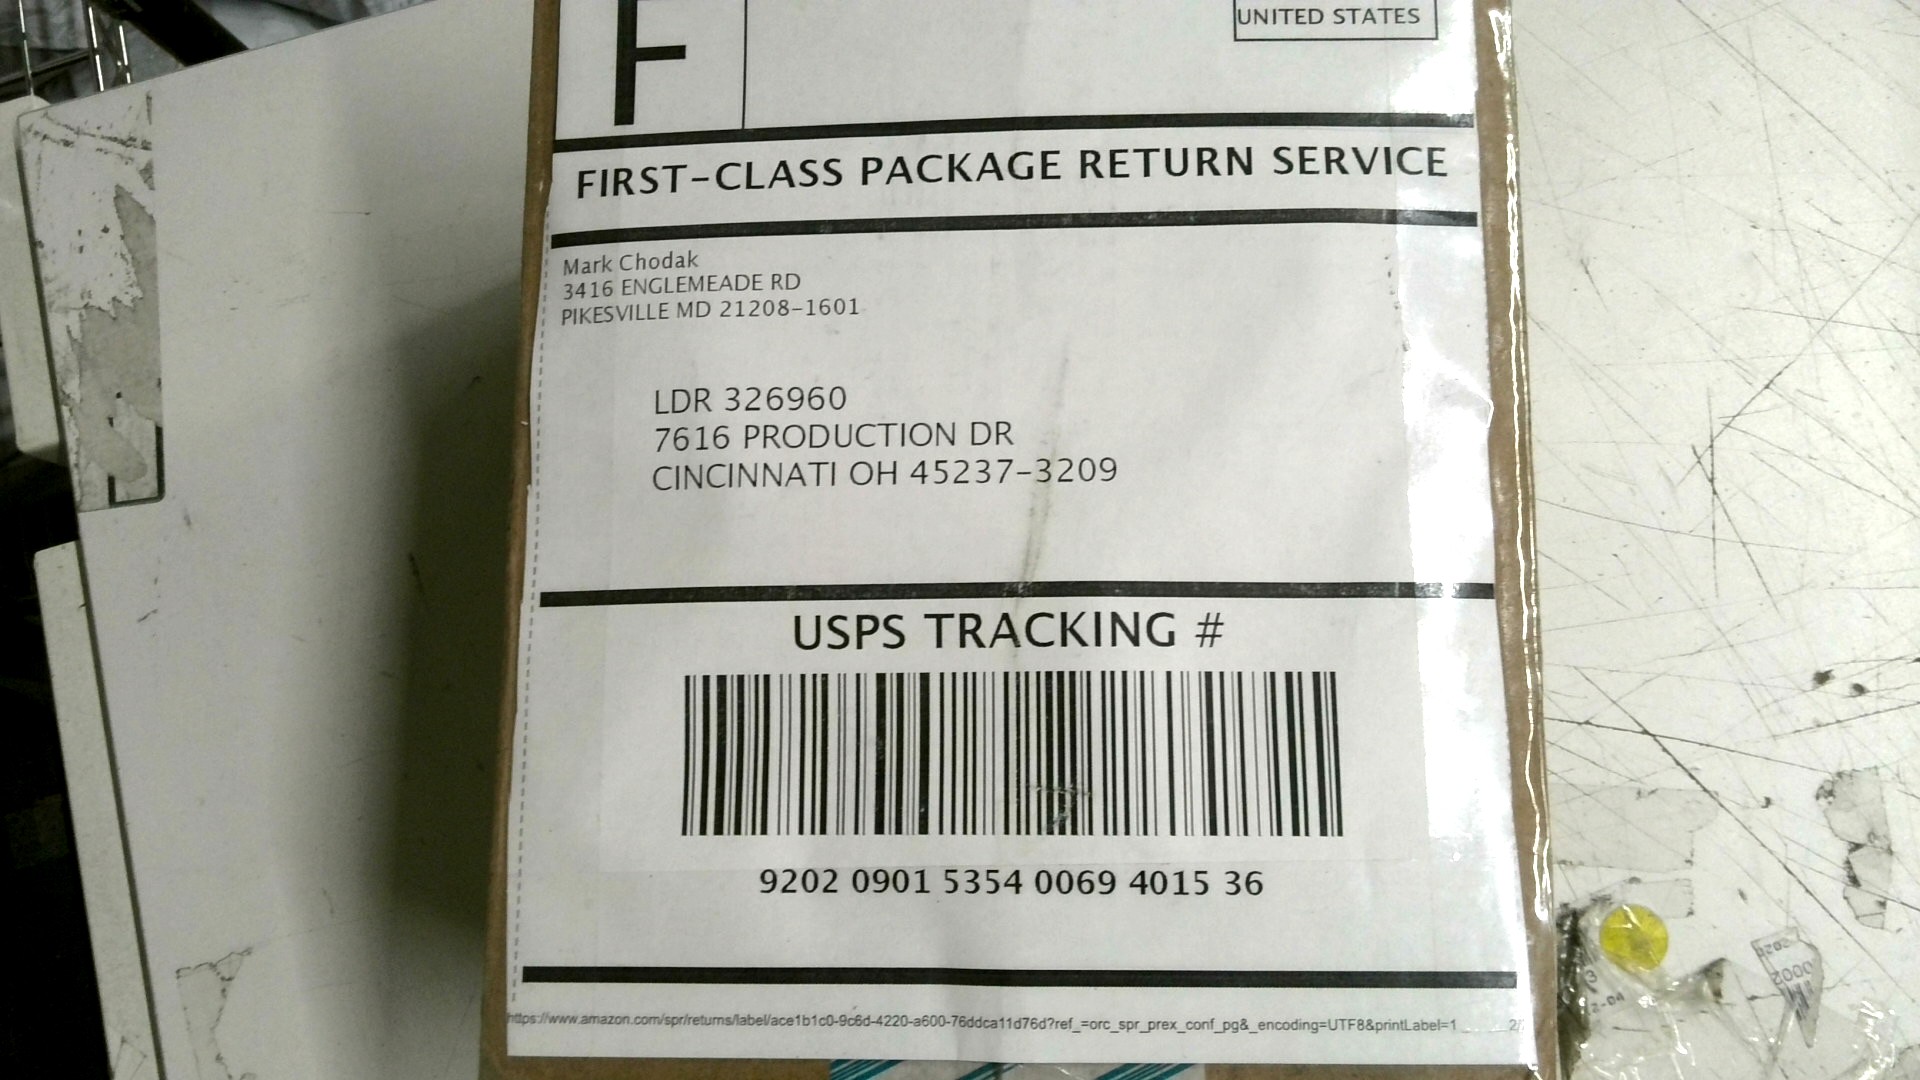 F
UNITED STATES
FIRST-CLASS PACKAGE RETURN SERVICE
Mark Chodak
3416 ENGLEMEADE RD
PIKESVILLE MD 21208-1601
LDR 326960
7616 PRODUCTION DR
CINCINNATI OH 45237-3209
USPS TRACKING #
9202 0901 5354 0069 4015 36
https://www.amazon.com/spr/returns/label/ace1b1c0-9c6d-4220-a600-76ddca11d76d?ref_=orc_spr_prex_conf_pg&_encoding=UTF8&printLabel=1